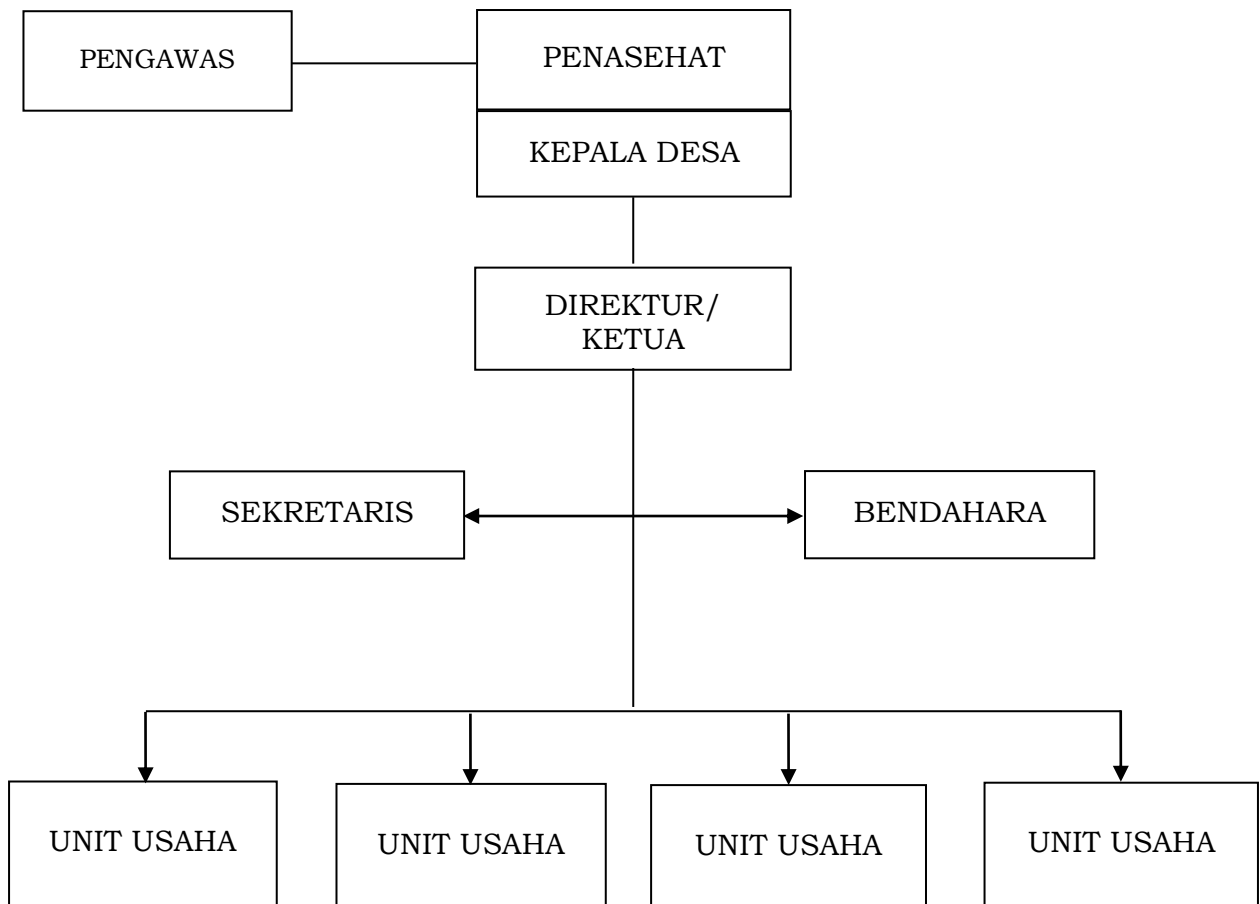 PENGAWAS
PENASEHAT
KEPALA DESA
DIREKTUR/
KETUA
SEKRETARIS
BENDAHARA
UNIT USAHA
UNIT USAHA
UNIT USAHA
UNIT USAHA